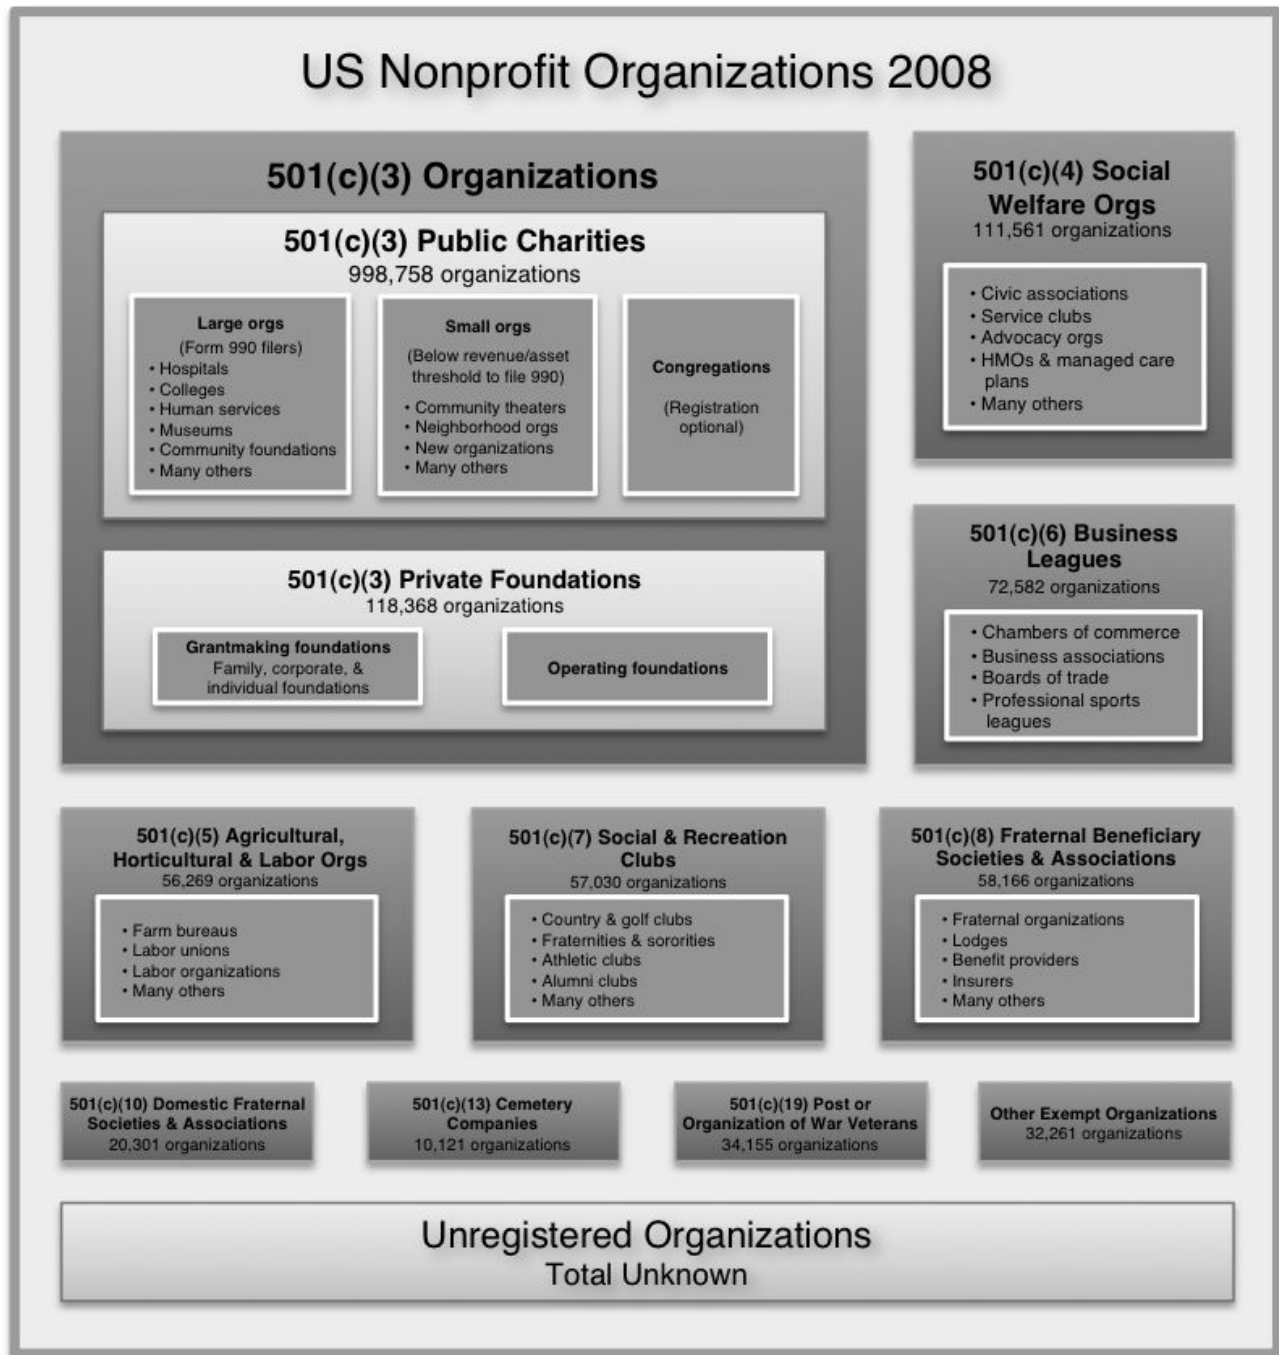 US Nonprofit Organizations 2008
501(c)(3) Organizations
501(c)(3) Public Charities
998,758 organizations
Large orgs
(Form 990 filers)
• Hospitals
• Colleges
• Human services
• Museums
• Community foundations
• Many others
Small orgs
(Below revenue/asset
threshold to file 990)
• Community theaters
• Neighborhood orgs
• New organizations
• Many others
Congregations
(Registration
optional)
501(c)(3) Private Foundations
118,368 organizations
Grantmaking foundations
Family, corporate, &
individual foundations
Operating foundations
501(c)(4) Social
Welfare Orgs
111,561 organizations
• Civic associations
• Service clubs
• Advocacy orgs
• HMOs & managed care
plans
• Many others
501(c)(6) Business
Leagues
72,582 organizations
• Chambers of commerce
• Business associations
• Boards of trade
• Professional sports
leagues
501(c)(5) Agricultural,
Horticultural & Labor Orgs
56,269 organizations
• Farm bureaus
• Labor unions
• Labor organizations
• Many others
501(c)(7) Social & Recreation
Clubs
57,030 organizations
• Country & golf clubs
• Fraternities & sororities
• Athletic clubs
• Alumni clubs
• Many others
501(c)(8) Fraternal Beneficiary
Societies & Associations
58,166 organizations
• Fraternal organizations
• Lodges
• Benefit providers
• Insurers
• Many others
501(c)(10) Domestic Fraternal
Societies & Associations
20,301 organizations
501(c)(13) Cemetery
Companies
10,121 organizations
501(c)(19) Post or
Organization of War Veterans
34,155 organizations
Other Exempt Organizations
32,261 organizations
Unregistered Organizations
Total Unknown